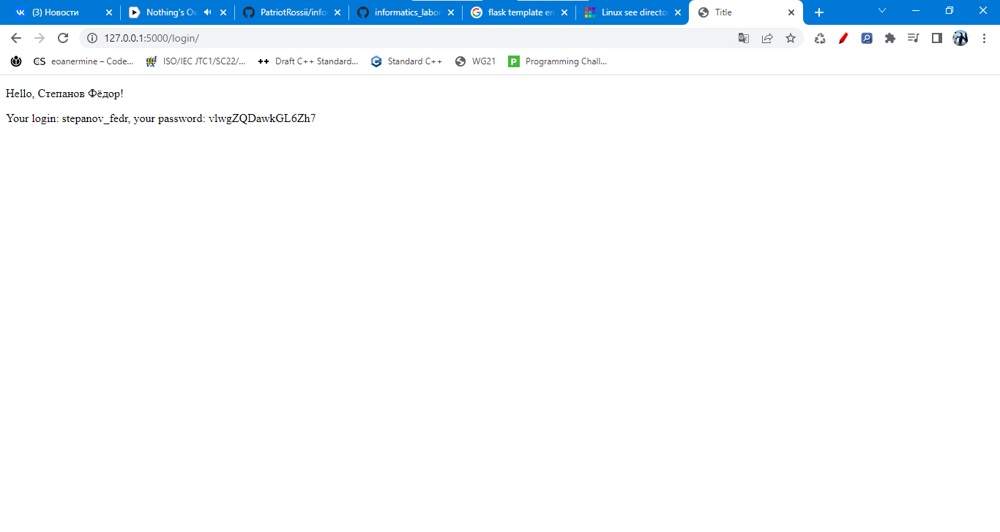 (3) Новости
Nothing's Ov
PatriotRossii/info
informatics_labor
flask template en
Linux see directo
Title
127.0.0.1:5000/login/
eoanermine – Code...
ISO/IEC JTC1/SC22/...
Draft C++ Standard...
Standard C++
WG21
Programming Chall...
Hello, Степанов Фёдор!
Your login: stepanov_fedr, your password: vlwgZQDawkGL6Zh7